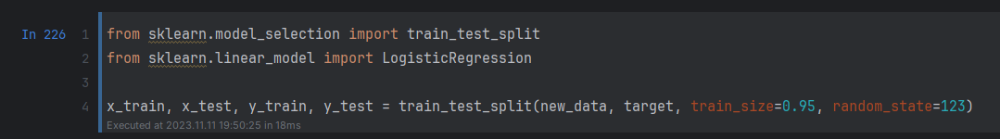 In 226 1 from sklearn.model_selection import train_test_split
2 from sklearn.linear_model import LogisticRegression
3
4 x_train, x_test, y_train, y_test = train_test_split(new_data, target, train_size=0.95, random_state=123)
Executed at 2023.11.11 19:50:25 in 18ms